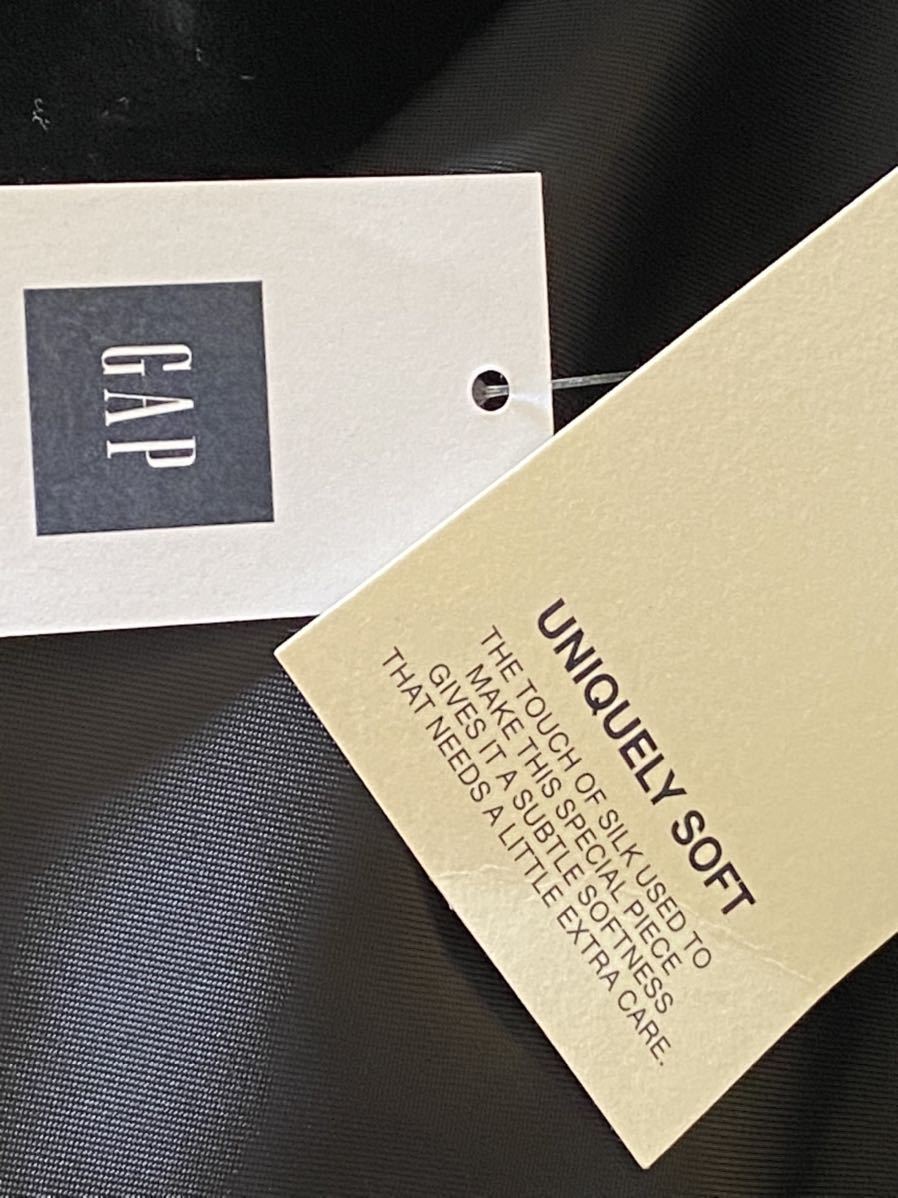 GAP
UNIQUELY SOFT
THE TOUCH OF SILK USED TO
MAKE THIS SPECIAL PIECE
GIVES IT A SUBTLE SOFTNESS
THAT NEEDS A LITTLE EXTRA CARE.